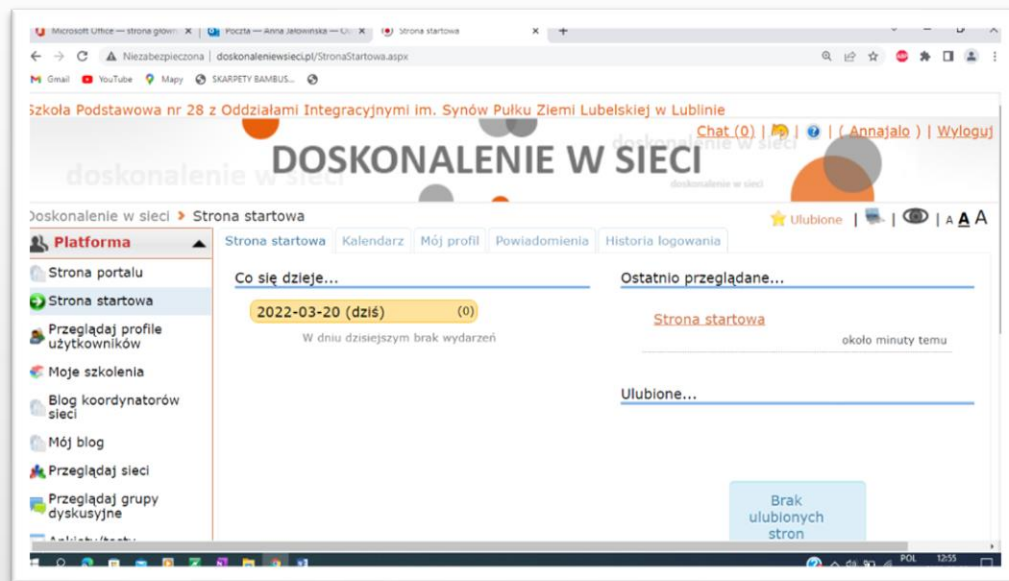 Microsoft Office — strona główn
Poczta — Anna Jałowińska — Ou
Strona startowa
Niezabezpieczona | doskonaleniewsieci.pl/StronaStartowa.aspx
Gmail YouTube Mapy SKARPETY BAMBUS...
Szkoła Podstawowa nr 28 z Oddziałami Integracyjnymi im. Synów Pułku Ziemi Lubelskiej w Lublinie
Chat (0) | | | ( Annajalo ) | Wyloguj
DOSKONALENIE W SIECI
doskonalenie w sieci
doskonalenie w sieci
doskonalenie w sieci
Doskonalenie w sieci Strona startowa
Ulubione | | | A A A
Platforma
Strona startowa Kalendarz Mój profil Powiadomienia Historia logowania
Strona portalu
Strona startowa
Przeglądaj profile
użytkowników
Moje szkolenia
Blog koordynatorów
sieci
Mój blog
Przeglądaj sieci
Przeglądaj grupy
dyskusyjne
Ankiety/testy
Co się dzieje...
2022-03-20 (dziś) (0)
W dniu dzisiejszym brak wydarzeń
Ostatnio przeglądane...
Strona startowa
około minuty temu
Ulubione...
Brak
ulubionych
stron
POL 12:55